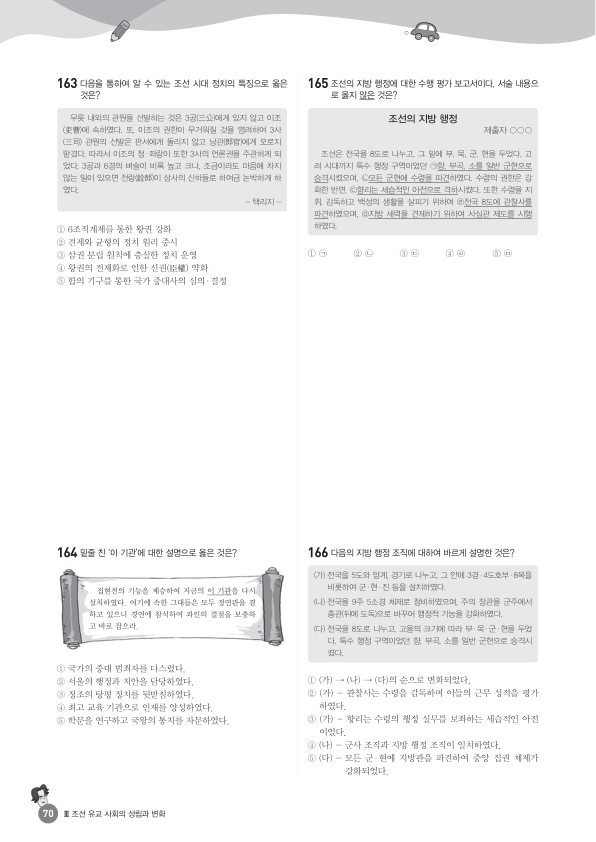 163 다음을 통하여 알 수 있는 조선 시대 정치의 특징으로 옳은
것은?
무릇 내외의 관원을 선발하는 것은 3공(三公)에게 있지 않고 이조
(吏曹)에 속하였다. 또, 이조의 권한이 무거워질 것을 염려하여 3사
(三司) 관원의 선발은 판서에게 돌리지 않고 낭관(郎官)에게 오로지
맡겼다. 따라서 이조의 정·좌랑이 또한 3사의 언론권을 주관하게 되
었다. 3공과 6경의 벼슬이 비록 높고 크나, 조금이라도 마음에 차지
않는 일이 있으면 전랑(銓郎)이 삼사의 신하들로 하여금 논박하게 하
였다.
- 택리지 -
① 6조직계제를 통한 왕권 강화
② 견제와 균형의 정치 원리 중시
③ 삼권 분립 원칙에 충실한 정치 운영
④ 왕권의 전제화로 인한 신권(臣權) 약화
⑤ 합의 기구를 통한 국가 중대사의 심의·결정
164 밑줄 친 '이 기관'에 대한 설명으로 옳은 것은?
집현전의 기능을 계승하여 지금의 이 기관을 다시
설치하였다. 여기에 속한 그대들은 모두 경연관을 겸
하고 있으니 경연에 참석하여 과인의 결점을 보충하
고 바로 잡으라.
① 국가의 중대 범죄자를 다스렸다.
② 서울의 행정과 치안을 담당하였다.
③ 정조의 탕평 정치를 뒷받침하였다.
④ 최고 교육 기관으로 인재를 양성하였다.
⑤ 학문을 연구하고 국왕의 통치를 자문하였다.
165 조선의 지방 행정에 대한 수행 평가 보고서이다. 서술 내용으
로 옳지 않은 것은?
조선의 지방 행정
제출자 ○○○
조선은 전국을 8도로 나누고, 그 밑에 부, 목, 군, 현을 두었다. 고
려 시대까지 특수 행정 구역이었던 ㉠향, 부곡, 소를 일반 군현으로
승격시켰으며, ㉡모든 군현에 수령을 파견하였다. 수령의 권한은 강
화한 반면, ㉢향리는 세습적인 아전으로 격하시켰다. 또한 수령을 지
휘, 감독하고 백성의 생활을 살피기 위하여 ㉣전국 8도에 관찰사를
파견하였으며, ㉤지방 세력을 견제하기 위하여 사심관 제도를 시행
하였다.
① ㉠ ② ㉡ ③ ㉢ ④ ㉣ ⑤ ㉤
166 다음의 지방 행정 조직에 대하여 바르게 설명한 것은?
(가) 전국을 5도와 양계, 경기로 나누고, 그 안에 3경·4도호부·8목을
비롯하여 군·현·진 등을 설치하였다.
(나) 전국을 9주 5소경 체제로 정비하였으며, 주의 장관을 군주에서
총관(뒤에 도독)으로 바꾸어 행정적 기능을 강화하였다.
(다) 전국을 8도로 나누고, 고을의 크기에 따라 부·목·군·현을 두었
다. 특수 행정 구역이었던 향, 부곡, 소를 일반 군현으로 승격시
켰다.
① (가) → (나) → (다)의 순으로 변화되었다.
② (가) - 관찰사는 수령을 감독하며 이들의 근무 성적을 평가
하였다.
③ (가) - 향리는 수령의 행정 실무를 보좌하는 세습적인 아전
이었다.
④ (나) - 군사 조직과 지방 행정 조직이 일치하였다.
⑤ (다) - 모든 군·현에 지방관을 파견하여 중앙 집권 체제가
강화되었다.
70 Ⅲ 조선 유교 사회의 성립과 변화